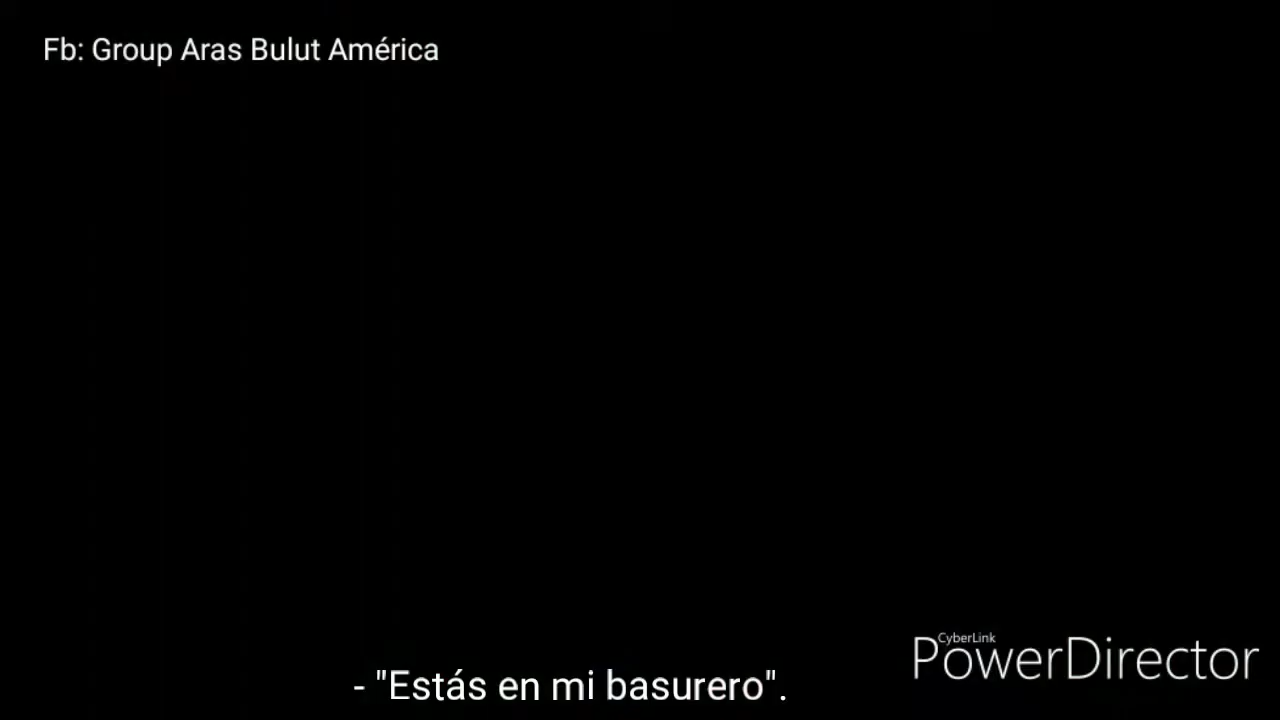 Fb: Group Aras Bulut América
CyberLink
PowerDirector
- "Estás en mi basurero".